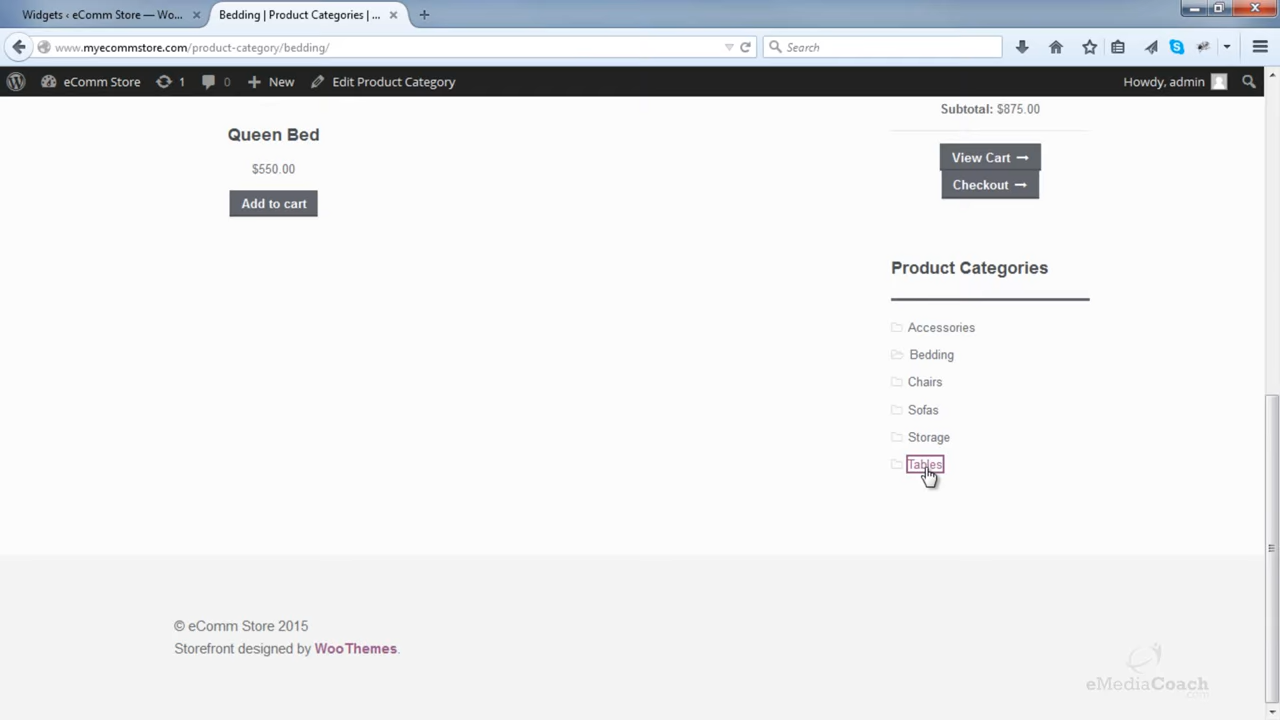 Widgets ‹ eComm Store — Wo...
Bedding | Product Categories | ...
www.myecommstore.com/product-category/bedding/
Search
eComm Store
1
0
New
Edit Product Category
Howdy, admin
Subtotal: $875.00
Queen Bed
$550.00
Add to cart
View Cart →
Checkout →
Product Categories
Accessories
Bedding
Chairs
Sofas
Storage
Tables
© eComm Store 2015
Storefront designed by WooThemes.
eMediaCoach
.com